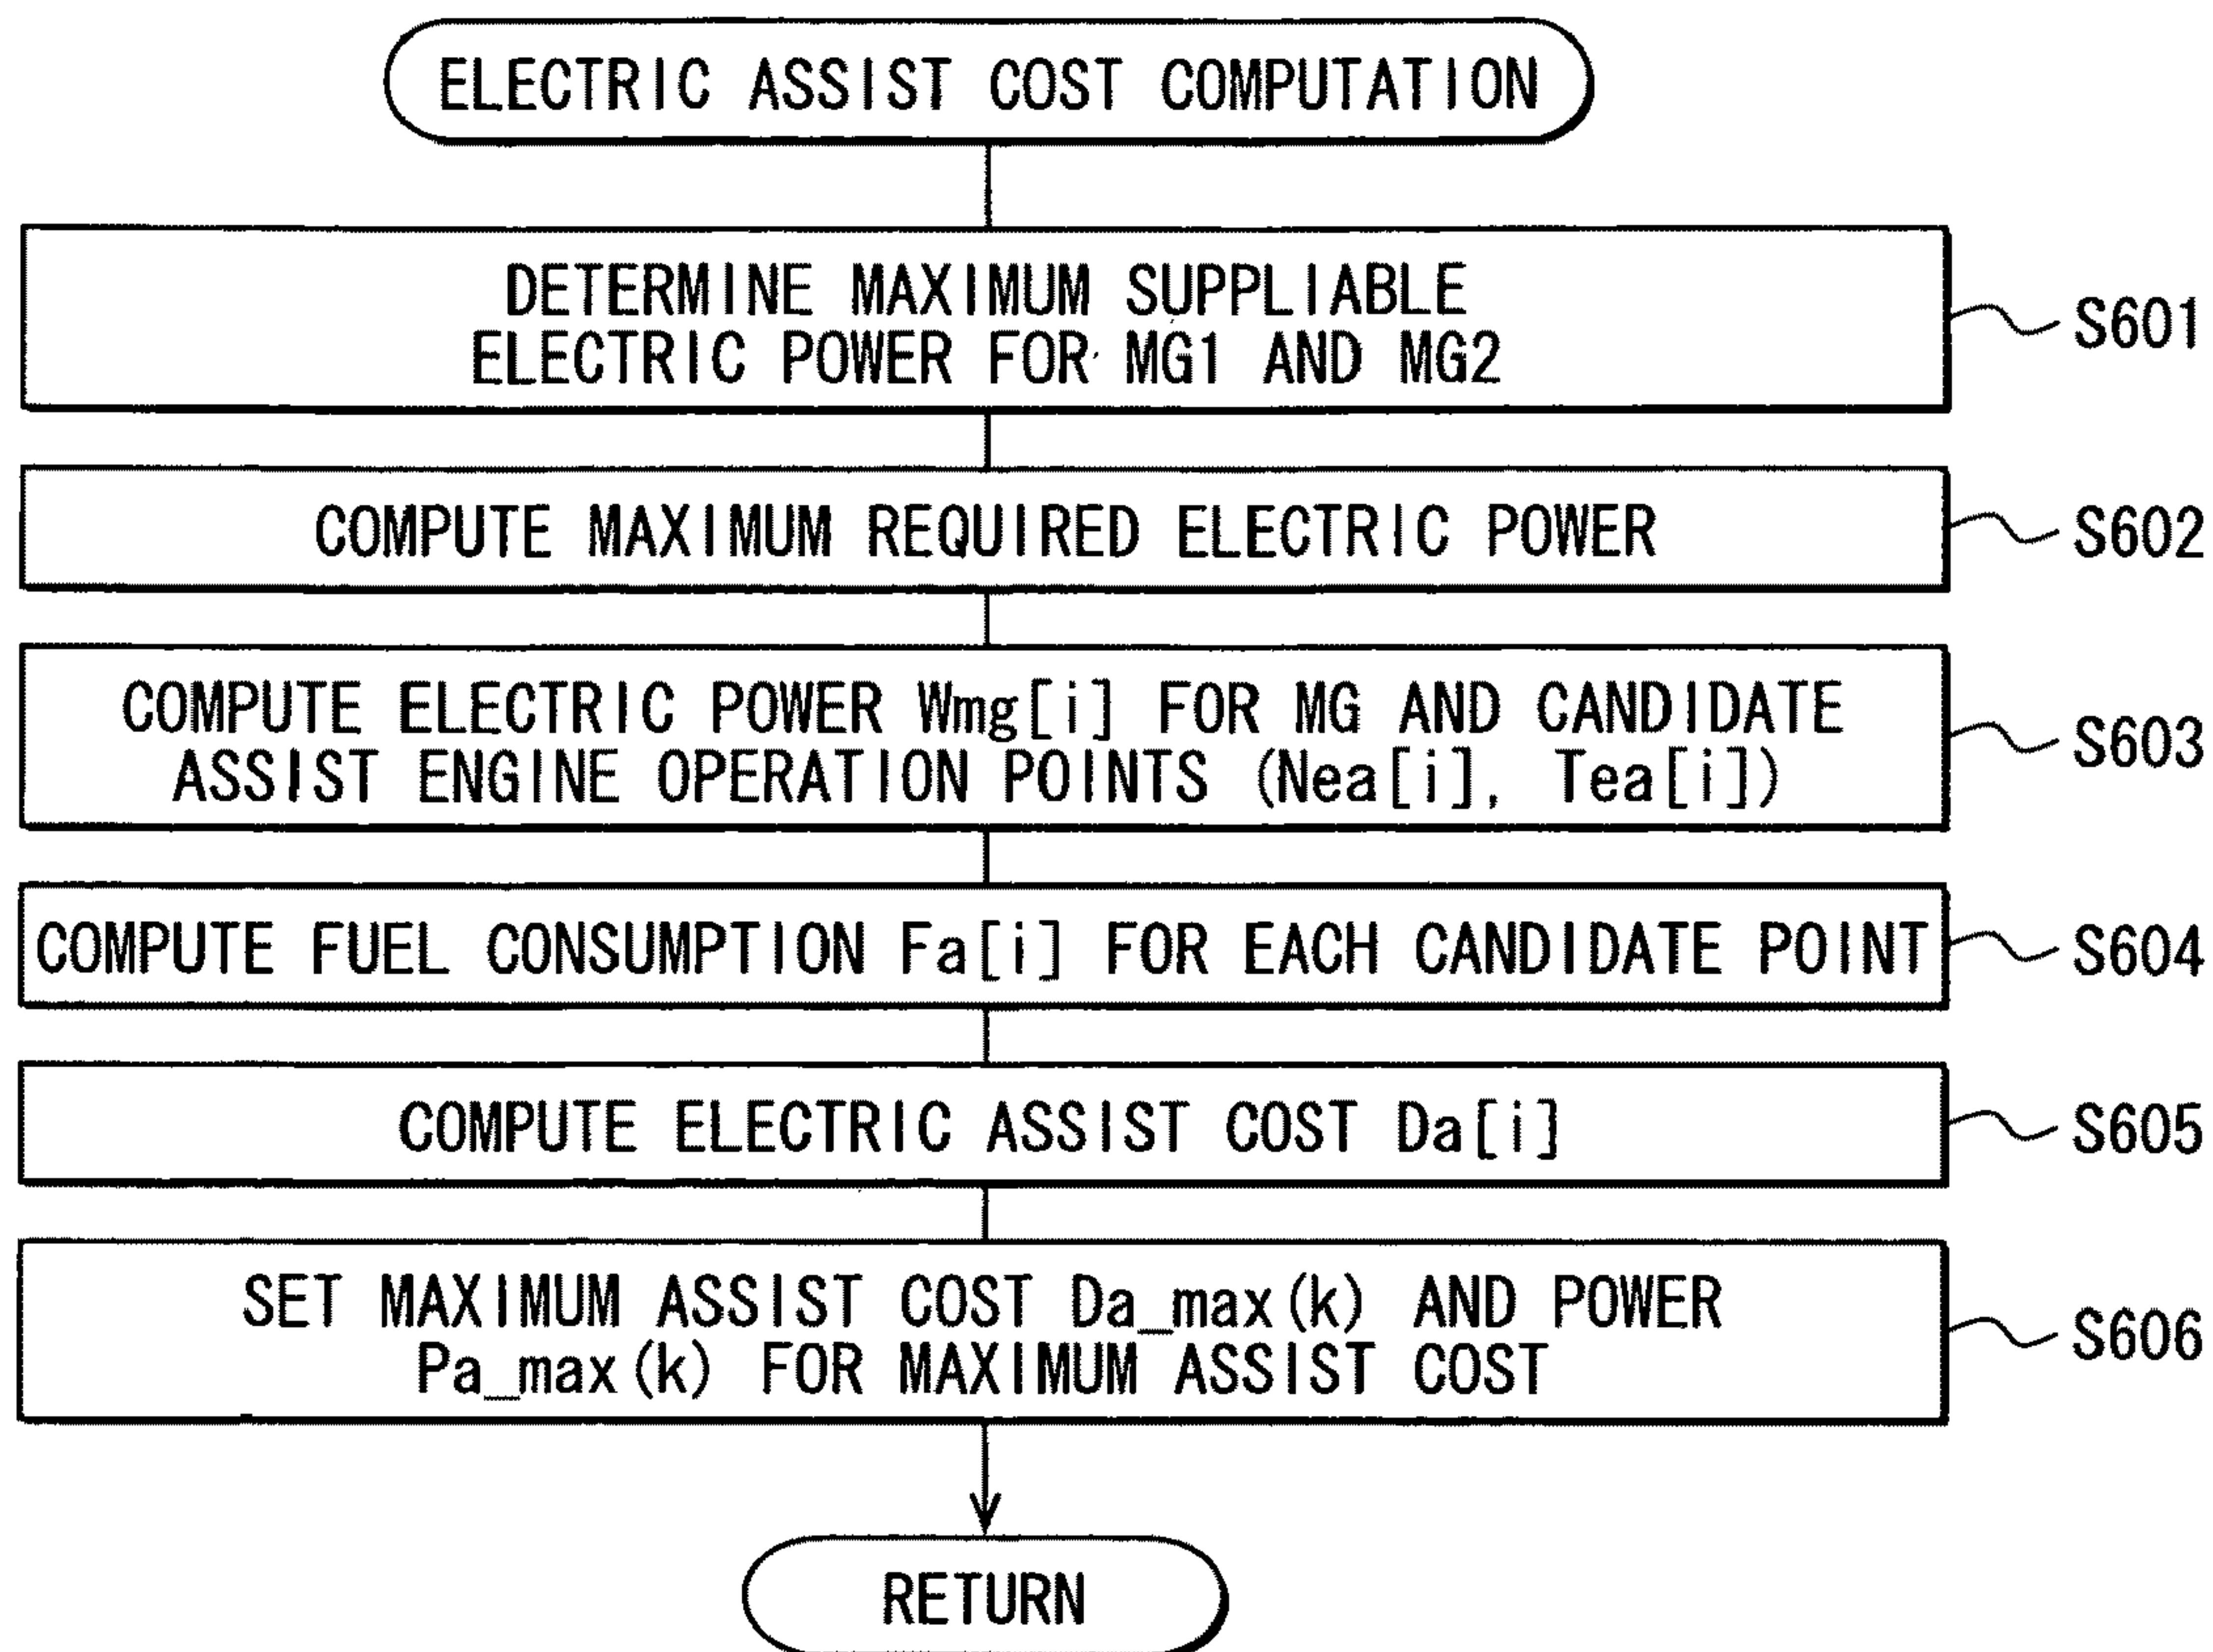 ELECTRIC ASSIST COST COMPUTATION
DETERMINE MAXIMUM SUPPLIABLE
ELECTRIC POWER FOR MG1 AND MG2
S601
COMPUTE MAXIMUM REQUIRED ELECTRIC POWER
S602
COMPUTE ELECTRIC POWER Wmg[i] FOR MG AND CANDIDATE
ASSIST ENGINE OPERATION POINTS (Nea[i], Tea[i])
S603
COMPUTE FUEL CONSUMPTION Fa[i] FOR EACH CANDIDATE POINT
S604
COMPUTE ELECTRIC ASSIST COST Da[i]
S605
SET MAXIMUM ASSIST COST Da_max(k) AND POWER
Pa_max(k) FOR MAXIMUM ASSIST COST
S606
RETURN